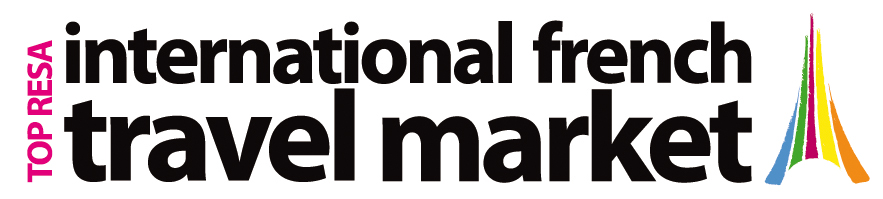 TOP RESA
international french
travel market